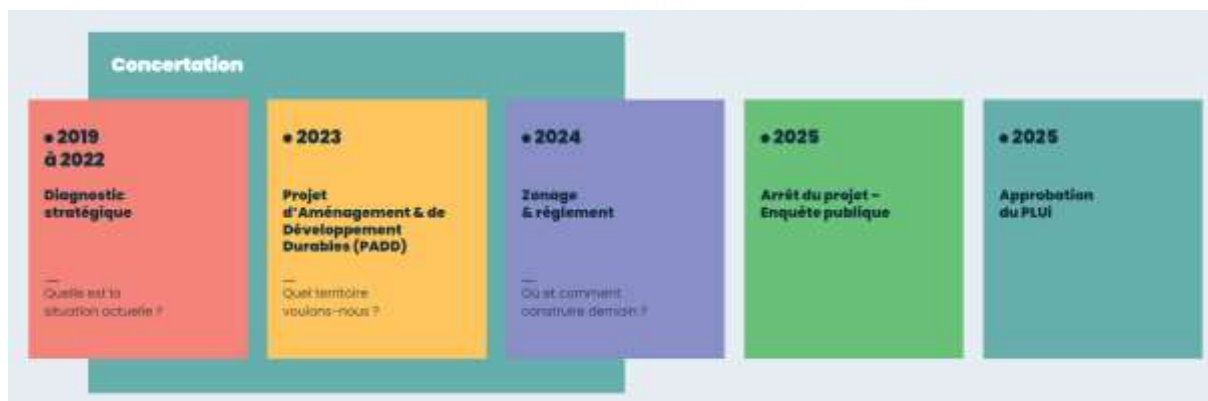 Concertation
• 2019
à 2022
Diagnostic
stratégique
—
Quelle est la
situation actuelle ?
• 2023
Projet
d'Aménagement & de
Développement
Durables (PADD)
—
Quel territoire
voulons-nous ?
• 2024
Zonage
& règlement
—
Où et comment
construire demain ?
• 2025
Arrêt du projet –
Enquête publique
• 2025
Approbation
du PLUi